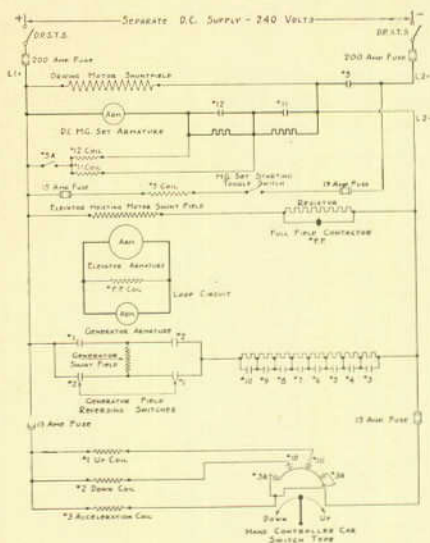 + SEPARATE D.C. SUPPLY - 240 VOLTS -
D.P.S.T.S. D.P.S.T.S.
200 AMP FUSE 200 AMP FUSE
L1+ L2-
DRIVING MOTOR SHUNT FIELD
*9
*12 *11
ARM
L2-
D.C. M.G. SET ARMATURE
*9A
*12 COIL
*11 COIL
M.G. SET STARTING
TOGGLE SWITCH
15 AMP FUSE *9 COIL 15 AMP FUSE
ELEVATOR HOISTING MOTOR SHUNT FIELD RESISTOR
ARM
FULL FIELD CONTACTOR
*F.F.
ELEVATOR ARMATURE
*F.F. COIL
LOOP CIRCUIT
ARM
GENERATOR ARMATURE
*1 *2
GENERATOR
SHUNT FIELD
*2 *1
*10 *9 *8 *7 *6 *5 *4 *3
GENERATOR FIELD
REVERSING SWITCHES
15 AMP FUSE 15 AMP FUSE
*1 UP COIL
*2 DOWN COIL
*3A *3A
*3 ACCELERATION COIL
DOWN UP
HAND CONTROLLER CAR
SWITCH TYPE